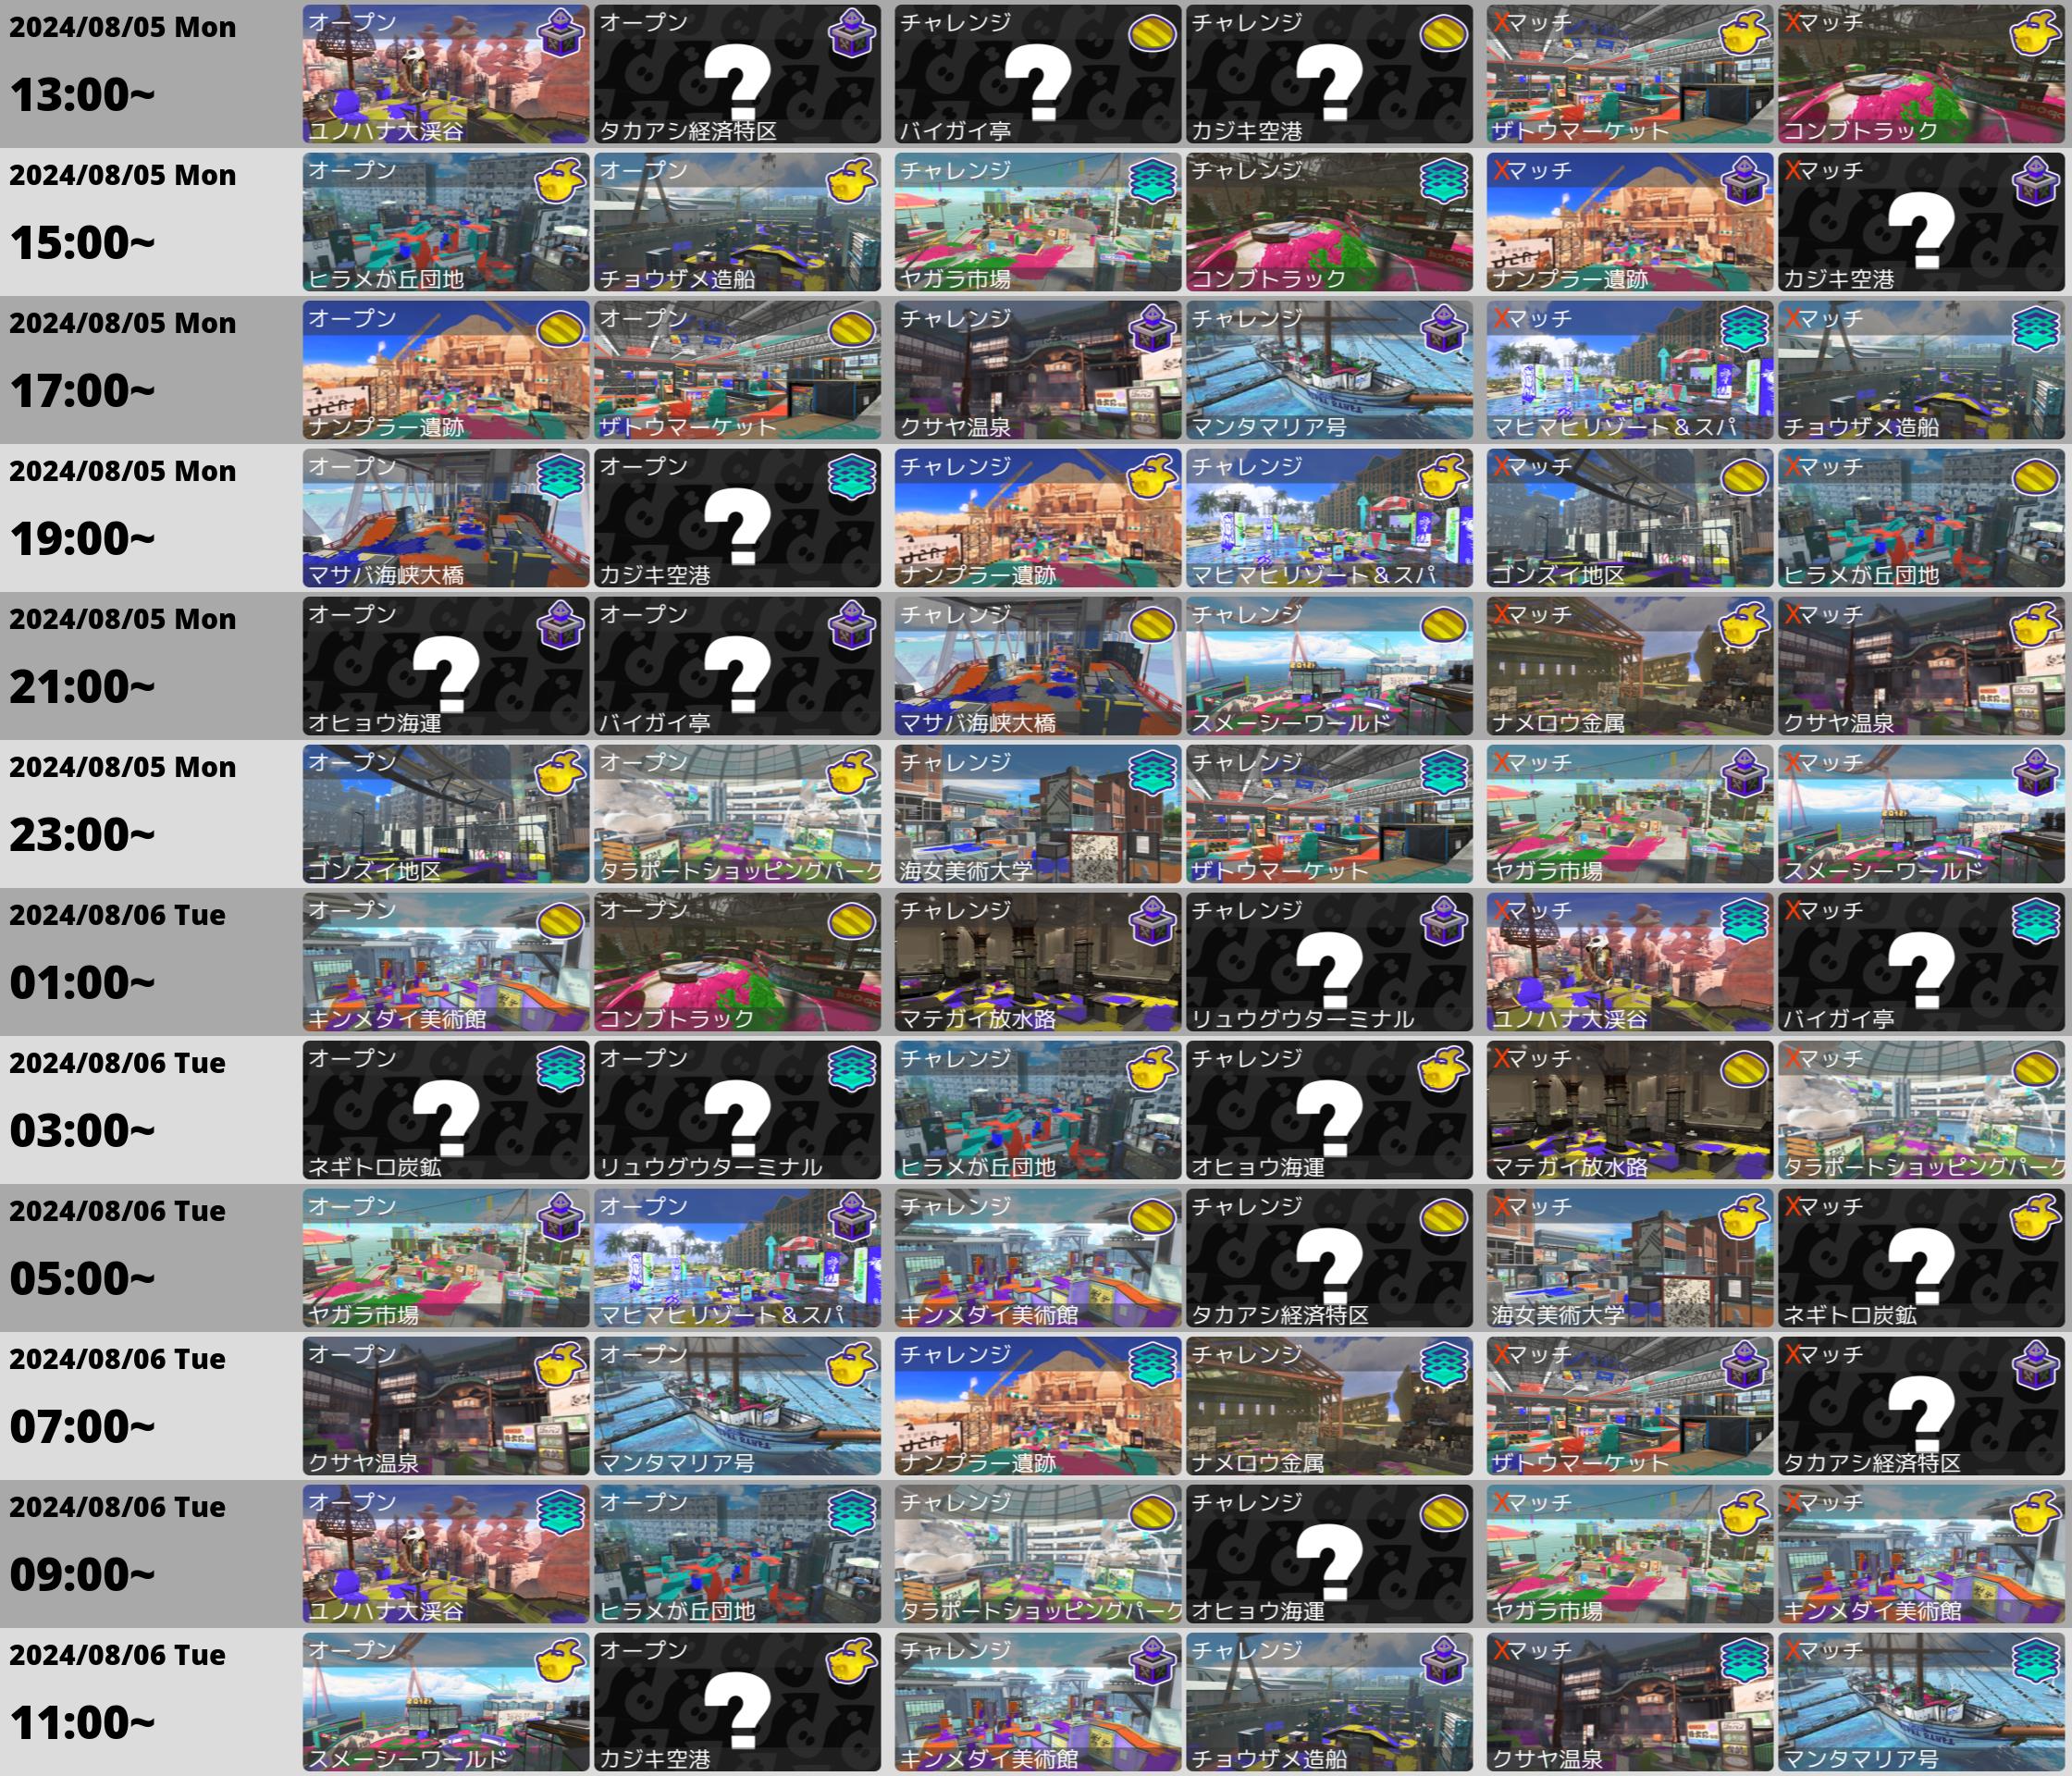 2024/08/05 Mon
13:00~
オープン
ユノハナ大渓谷
オープン
タカアシ経済特区
チャレンジ
バイガイ亭
チャレンジ
カジキ空港
Xマッチ
ザトウマーケット
Xマッチ
コンブトラック
2024/08/05 Mon
15:00~
オープン
ヒラメが丘団地
オープン
チョウザメ造船
チャレンジ
ヤガラ市場
チャレンジ
コンブトラック
Xマッチ
ナンプラー遺跡
Xマッチ
カジキ空港
2024/08/05 Mon
17:00~
オープン
ナンプラー遺跡
オープン
ザトウマーケット
チャレンジ
クサヤ温泉
チャレンジ
マンタマリア号
Xマッチ
マヒマヒリゾート＆スパ
Xマッチ
チョウザメ造船
2024/08/05 Mon
19:00~
オープン
マサバ海峡大橋
オープン
カジキ空港
チャレンジ
ナンプラー遺跡
チャレンジ
マヒマヒリゾート＆スパ
Xマッチ
ゴンズイ地区
Xマッチ
ヒラメが丘団地
2024/08/05 Mon
21:00~
オープン
オヒョウ海運
オープン
バイガイ亭
チャレンジ
マサバ海峡大橋
チャレンジ
スメーシーワールド
Xマッチ
ナメロウ金属
Xマッチ
クサヤ温泉
2024/08/05 Mon
23:00~
オープン
ゴンズイ地区
オープン
タラポートショッピングパーク
チャレンジ
海女美術大学
チャレンジ
ザトウマーケット
Xマッチ
ヤガラ市場
Xマッチ
スメーシーワールド
2024/08/06 Tue
01:00~
オープン
キンメダイ美術館
オープン
コンブトラック
チャレンジ
マテガイ放水路
チャレンジ
リュウグウターミナル
Xマッチ
ユノハナ大渓谷
Xマッチ
バイガイ亭
2024/08/06 Tue
03:00~
オープン
ネギトロ炭鉱
オープン
リュウグウターミナル
チャレンジ
ヒラメが丘団地
チャレンジ
オヒョウ海運
Xマッチ
マテガイ放水路
Xマッチ
タラポートショッピングパーク
2024/08/06 Tue
05:00~
オープン
ヤガラ市場
オープン
マヒマヒリゾート＆スパ
チャレンジ
キンメダイ美術館
チャレンジ
タカアシ経済特区
Xマッチ
海女美術大学
Xマッチ
ネギトロ炭鉱
2024/08/06 Tue
07:00~
オープン
クサヤ温泉
オープン
マンタマリア号
チャレンジ
ナンプラー遺跡
チャレンジ
ナメロウ金属
Xマッチ
ザトウマーケット
Xマッチ
タカアシ経済特区
2024/08/06 Tue
09:00~
オープン
ユノハナ大渓谷
オープン
ヒラメが丘団地
チャレンジ
タラポートショッピングパーク
チャレンジ
オヒョウ海運
Xマッチ
ヤガラ市場
Xマッチ
キンメダイ美術館
2024/08/06 Tue
11:00~
オープン
スメーシーワールド
オープン
カジキ空港
チャレンジ
キンメダイ美術館
チャレンジ
チョウザメ造船
Xマッチ
クサヤ温泉
Xマッチ
マンタマリア号